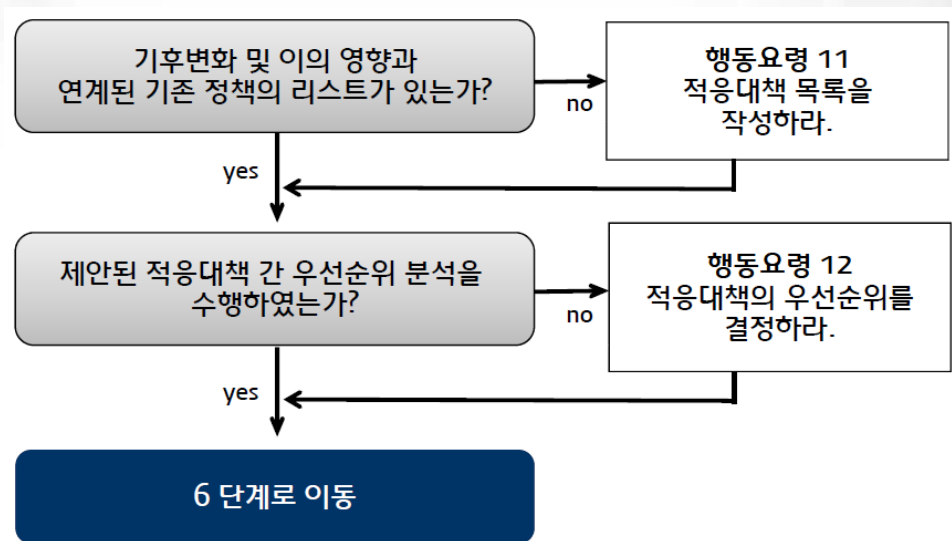 기후변화 및 이의 영향과
연계된 기존 정책의 리스트가 있는가?
no
행동요령 11
적응대책 목록을
작성하라.
yes
제안된 적응대책 간 우선순위 분석을
수행하였는가?
no
행동요령 12
적응대책의 우선순위를
결정하라.
yes
6 단계로 이동